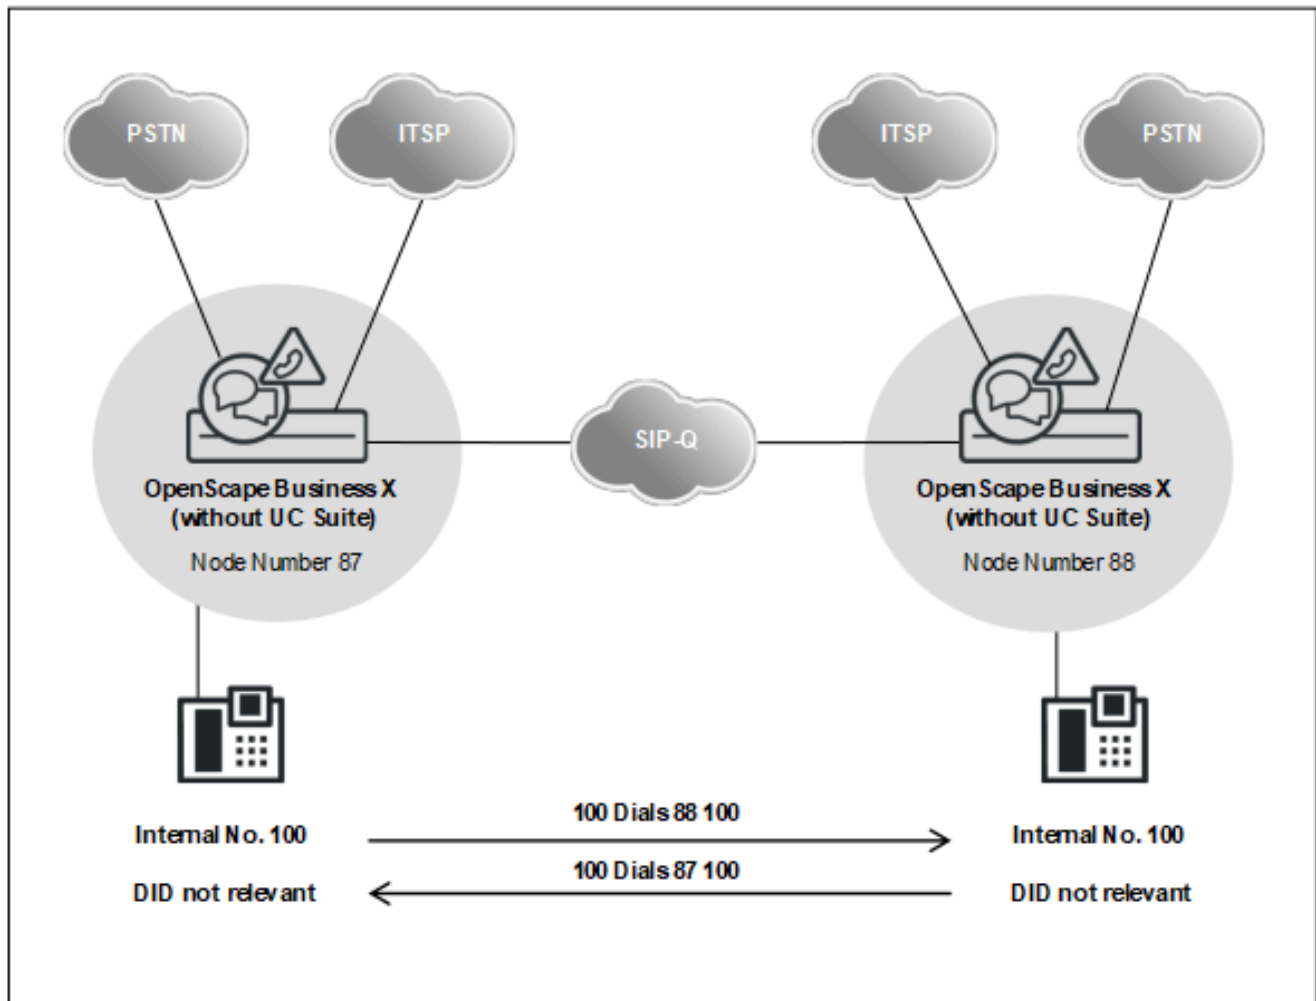 PSTN
ITSP
ITSP
PSTN
SIP-Q
OpenScape Business X
(without UC Suite)
Node Number 87
OpenScape Business X
(without UC Suite)
Node Number 88
100 Dials 88 100
Internal No. 100
Internal No. 100
100 Dials 87 100
DID not relevant
DID not relevant